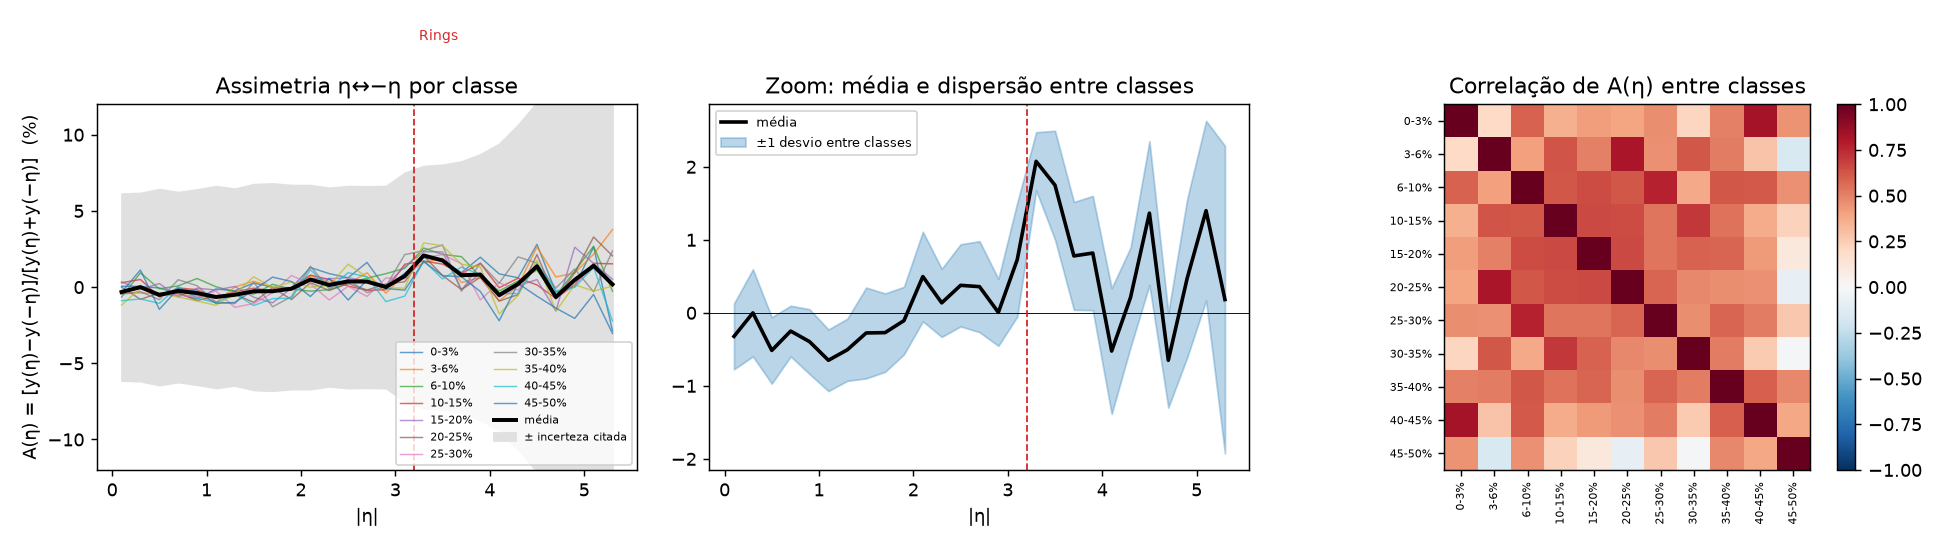 Rings
Assimetria η↔−η por classe
A(η) = [y(η)−y(−η)]/[y(η)+y(−η)] (%)
10
5
0
−5
−10
0-3%
3-6%
6-10%
10-15%
15-20%
20-25%
25-30%
30-35%
35-40%
40-45%
45-50%
média
± incerteza citada
0 1 2 3 4 5
|η|
Zoom: média e dispersão entre classes
média
±1 desvio entre classes
2
1
0
−1
−2
0 1 2 3 4 5
|η|
Correlação de A(η) entre classes
0-3%
3-6%
6-10%
10-15%
15-20%
20-25%
25-30%
30-35%
35-40%
40-45%
45-50%
0-3% 3-6% 6-10% 10-15% 15-20% 20-25% 25-30% 30-35% 35-40% 40-45% 45-50%
1.00
0.75
0.50
0.25
0.00
−0.25
−0.50
−0.75
−1.00